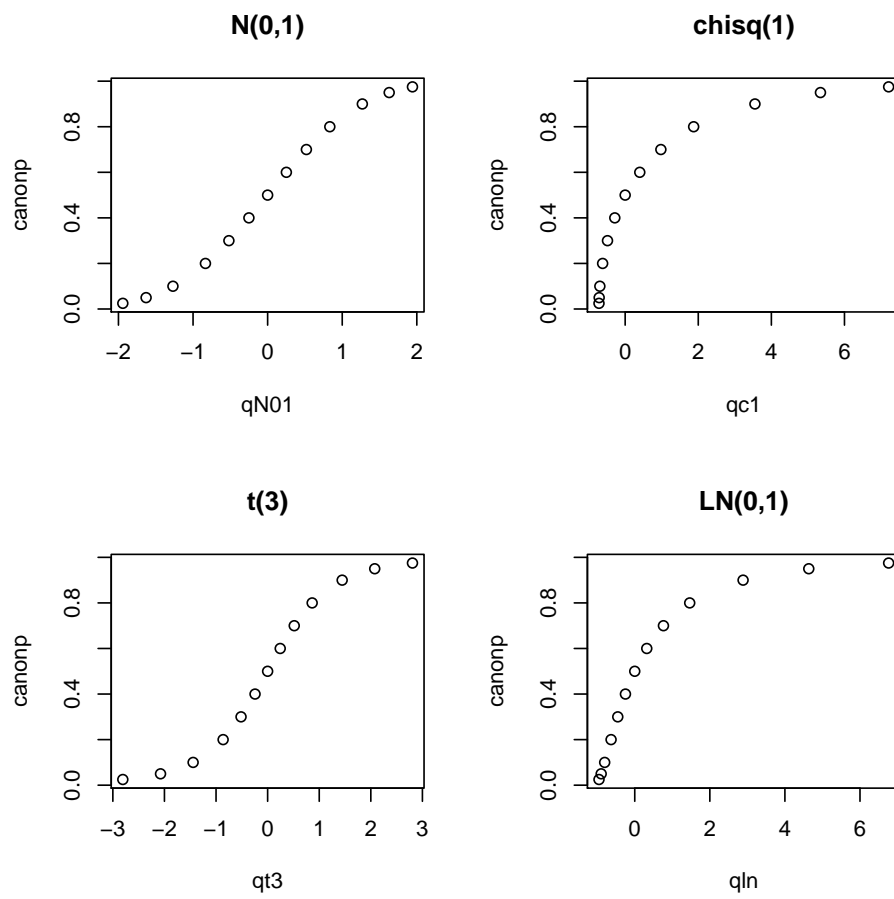 N(0,1)
canonp
0.0 0.4 0.8
−2 −1 0 1 2
qN01
chisq(1)
canonp
0.0 0.4 0.8
0 2 4 6
qc1
t(3)
canonp
0.0 0.4 0.8
−3 −2 −1 0 1 2 3
qt3
LN(0,1)
canonp
0.0 0.4 0.8
0 2 4 6
qln